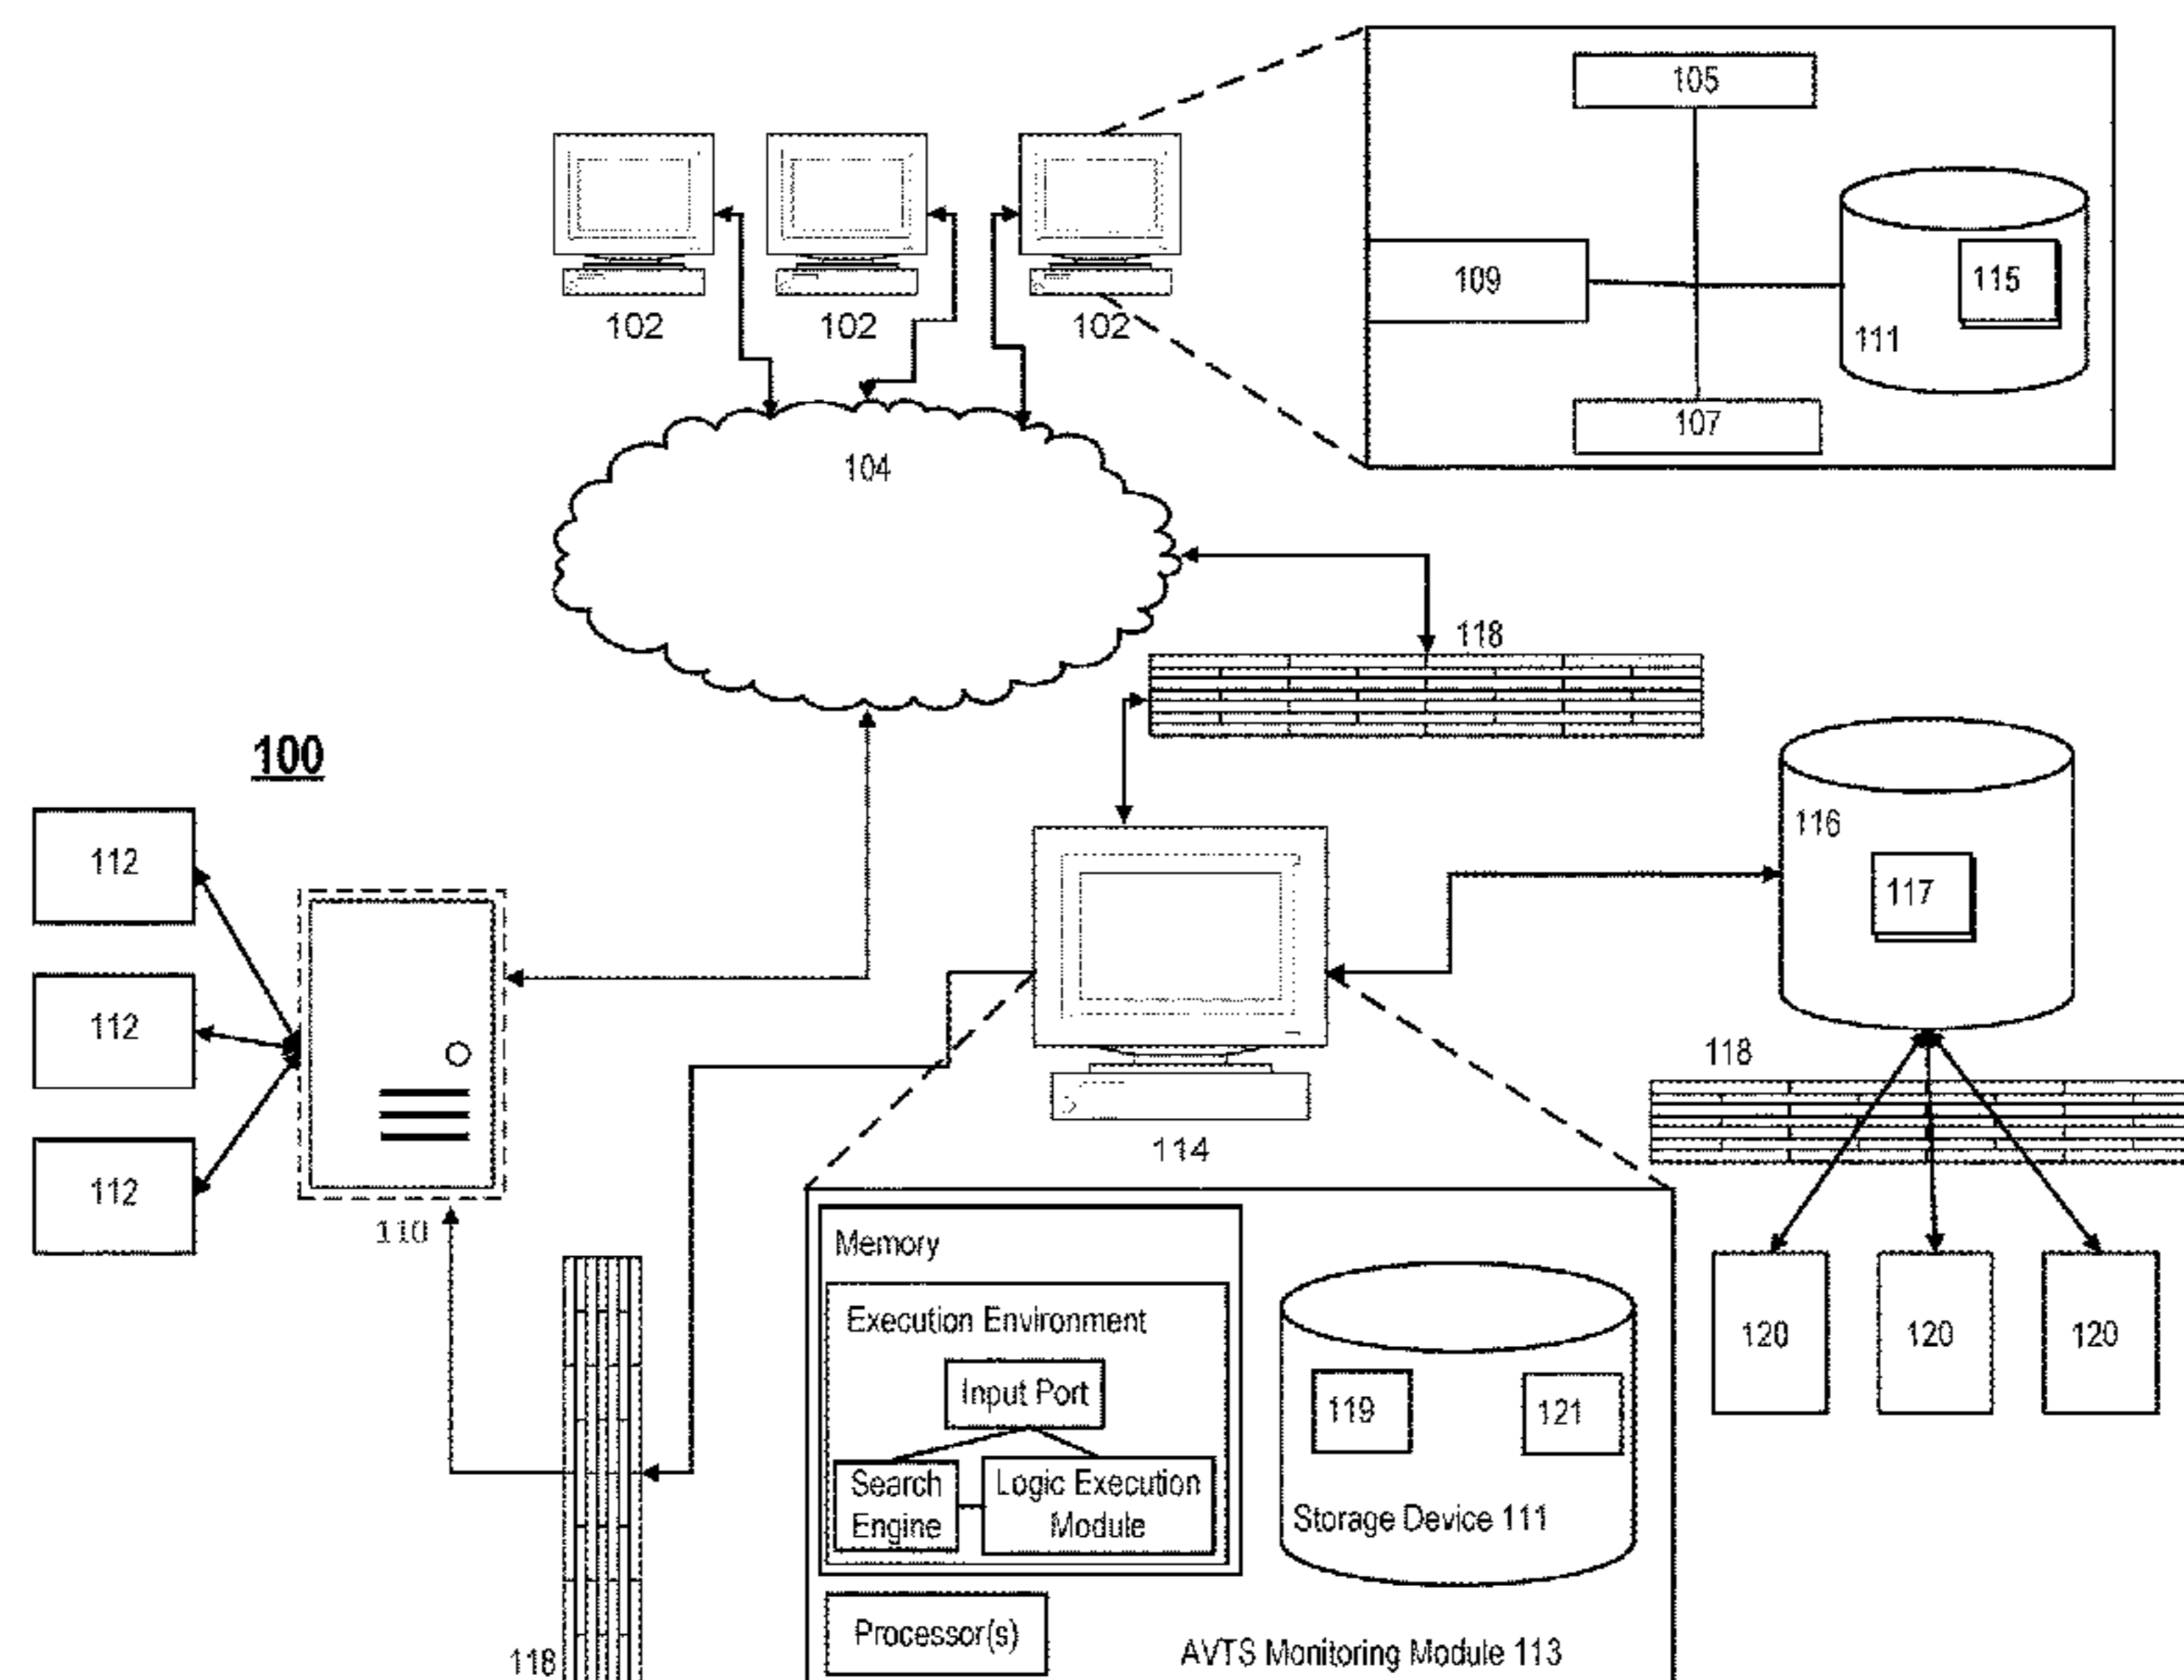 105
109
115
111
107
102
102
102
104
118
100
116
117
112
112
112
110
114
118
Memory
Execution Environment
Input Port
Search
Engine
Logic Execution
Module
119
121
Storage Device 111
120
120
120
Processor(s)
AVTS Monitoring Module 113
118